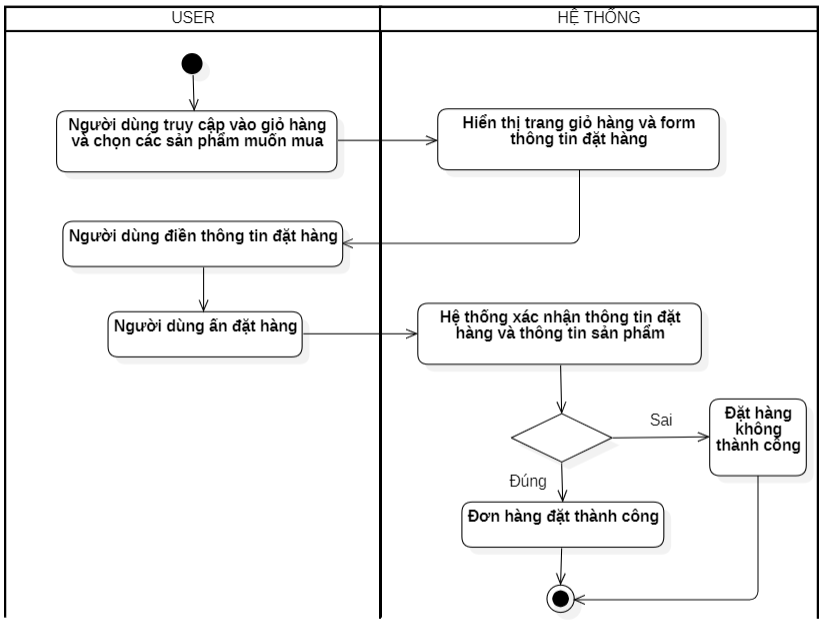 USER
HỆ THỐNG
Người dùng truy cập vào giỏ hàng
và chọn các sản phẩm muốn mua
Hiển thị trang giỏ hàng và form
thông tin đặt hàng
Người dùng điền thông tin đặt hàng
Người dùng ấn đặt hàng
Hệ thống xác nhận thông tin đặt
hàng và thông tin sản phẩm
Sai
Đặt hàng
không
thành công
Đúng
Đơn hàng đặt thành công